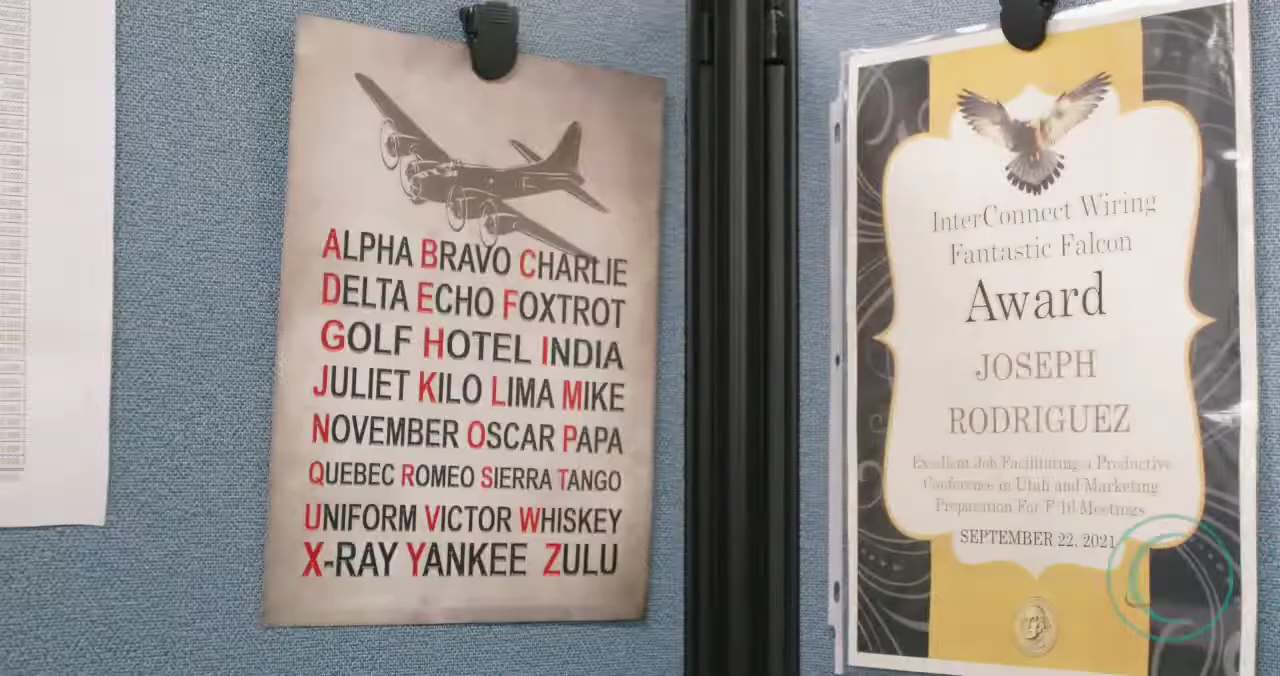 ALPHA BRAVO CHARLIE
DELTA ECHO FOXTROT
GOLF HOTEL INDIA
JULIET KILO LIMA MIKE
NOVEMBER OSCAR PAPA
QUEBEC ROMEO SIERRA TANGO
UNIFORM VICTOR WHISKEY
X-RAY YANKEE ZULU
InterConnect Wiring
Fantastic Falcon
Award
JOSEPH
RODRIGUEZ
Excellent Job Facilitating a Productive
Conference in Utah and Marketing
Preparation For F-16 Meetings
SEPTEMBER 22, 2021